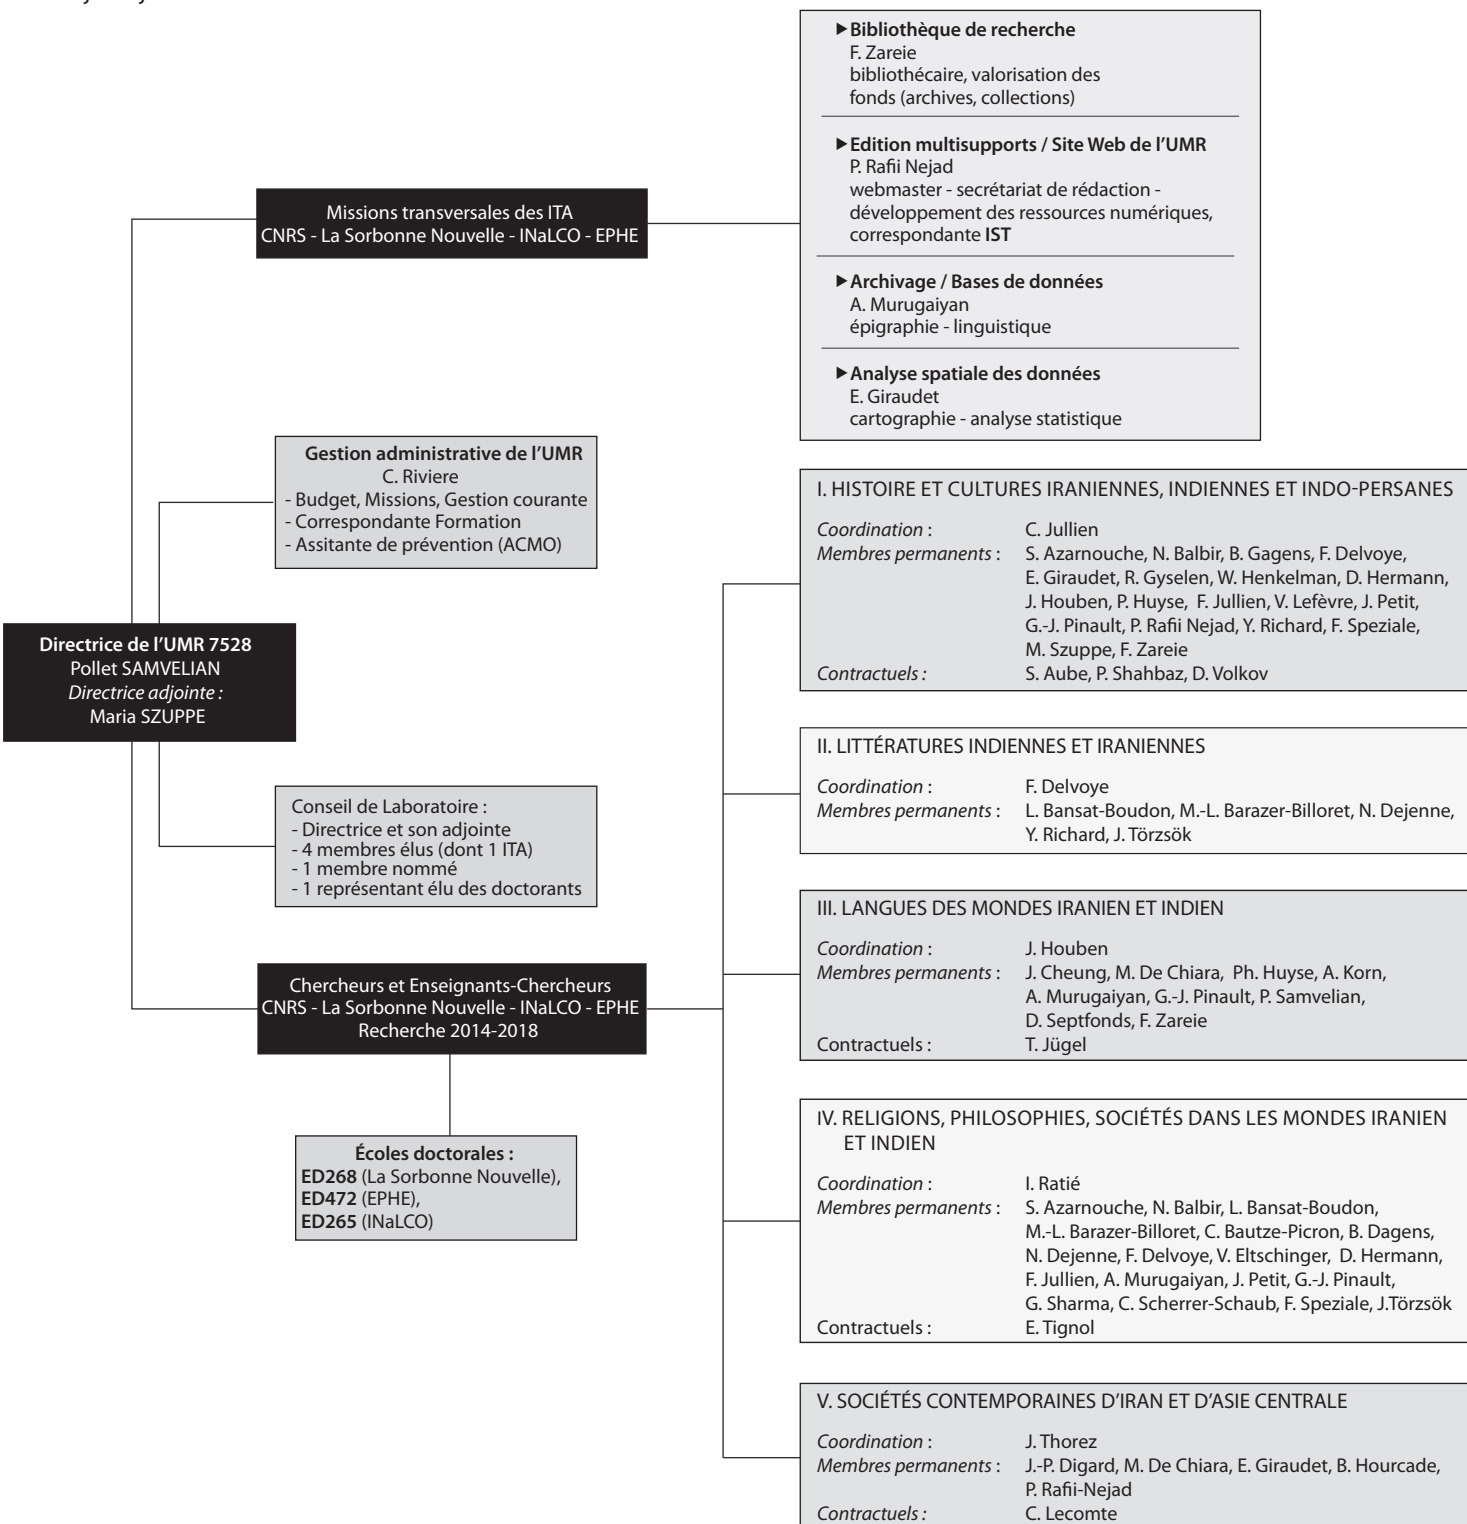 ▶Bibliothèque de recherche
F. Zareie
bibliothécaire, valorisation des
fonds (archives, collections)
▶Edition multisupports / Site Web de l'UMR
P. Rafii Nejad
webmaster - secrétariat de rédaction -
développement des ressources numériques,
correspondante IST
▶Archivage / Bases de données
A. Murugaiyan
épigraphie - linguistique
▶Analyse spatiale des données
E. Giraudet
cartographie - analyse statistique
Missions transversales des ITA
CNRS - La Sorbonne Nouvelle - INaLCO - EPHE
Gestion administrative de l'UMR
C. Riviere
- Budget, Missions, Gestion courante
- Correspondante Formation
- Assitante de prévention (ACMO)
Directrice de l'UMR 7528
Pollet SAMVELIAN
Directrice adjointe :
Maria SZUPPE
Conseil de Laboratoire :
- Directrice et son adjointe
- 4 membres élus (dont 1 ITA)
- 1 membre nommé
- 1 représentant élu des doctorants
Chercheurs et Enseignants-Chercheurs
CNRS - La Sorbonne Nouvelle - INaLCO - EPHE
Recherche 2014-2018
Écoles doctorales :
ED268 (La Sorbonne Nouvelle),
ED472 (EPHE),
ED265 (INaLCO)
I. HISTOIRE ET CULTURES IRANIENNES, INDIENNES ET INDO-PERSANES
Coordination : C. Jullien
Membres permanents : S. Azarnouche, N. Balbir, B. Gagens, F. Delvoye,
E. Giraudet, R. Gyselen, W. Henkelman, D. Hermann,
J. Houben, P. Huyse, F. Jullien, V. Lefèvre, J. Petit,
G.-J. Pinault, P. Rafii Nejad, Y. Richard, F. Speziale,
M. Szuppe, F. Zareie
Contractuels : S. Aube, P. Shahbaz, D. Volkov
II. LITTÉRATURES INDIENNES ET IRANIENNES
Coordination : F. Delvoye
Membres permanents : L. Bansat-Boudon, M.-L. Barazer-Billoret, N. Dejenne,
Y. Richard, J. Törzsök
III. LANGUES DES MONDES IRANIEN ET INDIEN
Coordination : J. Houben
Membres permanents : J. Cheung, M. De Chiara, Ph. Huyse, A. Korn,
A. Murugaiyan, G.-J. Pinault, P. Samvelian,
D. Septfonds, F. Zareie
Contractuels : T. Jügel
IV. RELIGIONS, PHILOSOPHIES, SOCIÉTÉS DANS LES MONDES IRANIEN
ET INDIEN
Coordination : I. Ratié
Membres permanents : S. Azarnouche, N. Balbir, L. Bansat-Boudon,
M.-L. Barazer-Billoret, C. Bautze-Picron, B. Dagens,
N. Dejenne, F. Delvoye, V. Eltschinger, D. Hermann,
F. Jullien, A. Murugaiyan, J. Petit, G.-J. Pinault,
G. Sharma, C. Scherrer-Schaub, F. Speziale, J.Törzsök
Contractuels : E. Tignol
V. SOCIÉTÉS CONTEMPORAINES D'IRAN ET D'ASIE CENTRALE
Coordination : J. Thorez
Membres permanents : J.-P. Digard, M. De Chiara, E. Giraudet, B. Hourcade,
P. Rafii-Nejad
Contractuels : C. Lecomte